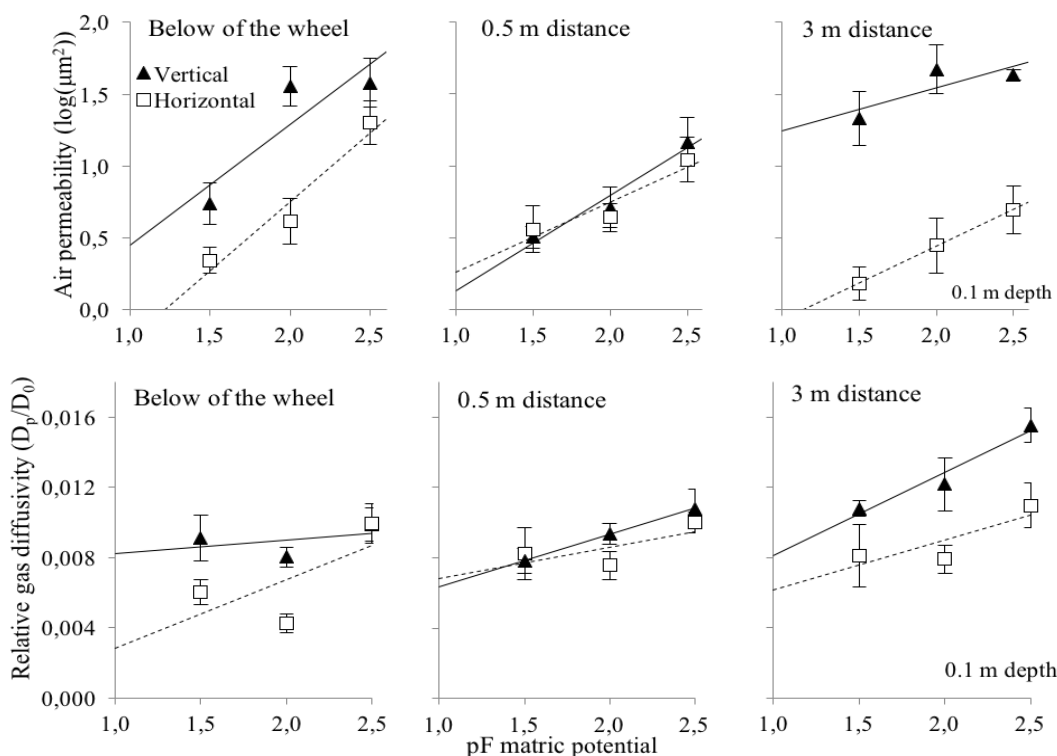 Air permeability (log(μm²))
2,0
1,5
1,0
0,5
0,0
Below of the wheel
Vertical
Horizontal
1,0 1,5 2,0 2,5
0.5 m distance
1,0 1,5 2,0 2,5
3 m distance
0.1 m depth
1,0 1,5 2,0 2,5
Relative gas diffusivity (Dp/D0)
0,016
0,012
0,008
0,004
0,000
Below of the wheel
1,0 1,5 2,0 2,5
0.5 m distance
1,0 1,5 2,0 2,5
3 m distance
0.1 m depth
1,0 1,5 2,0 2,5
pF matric potential